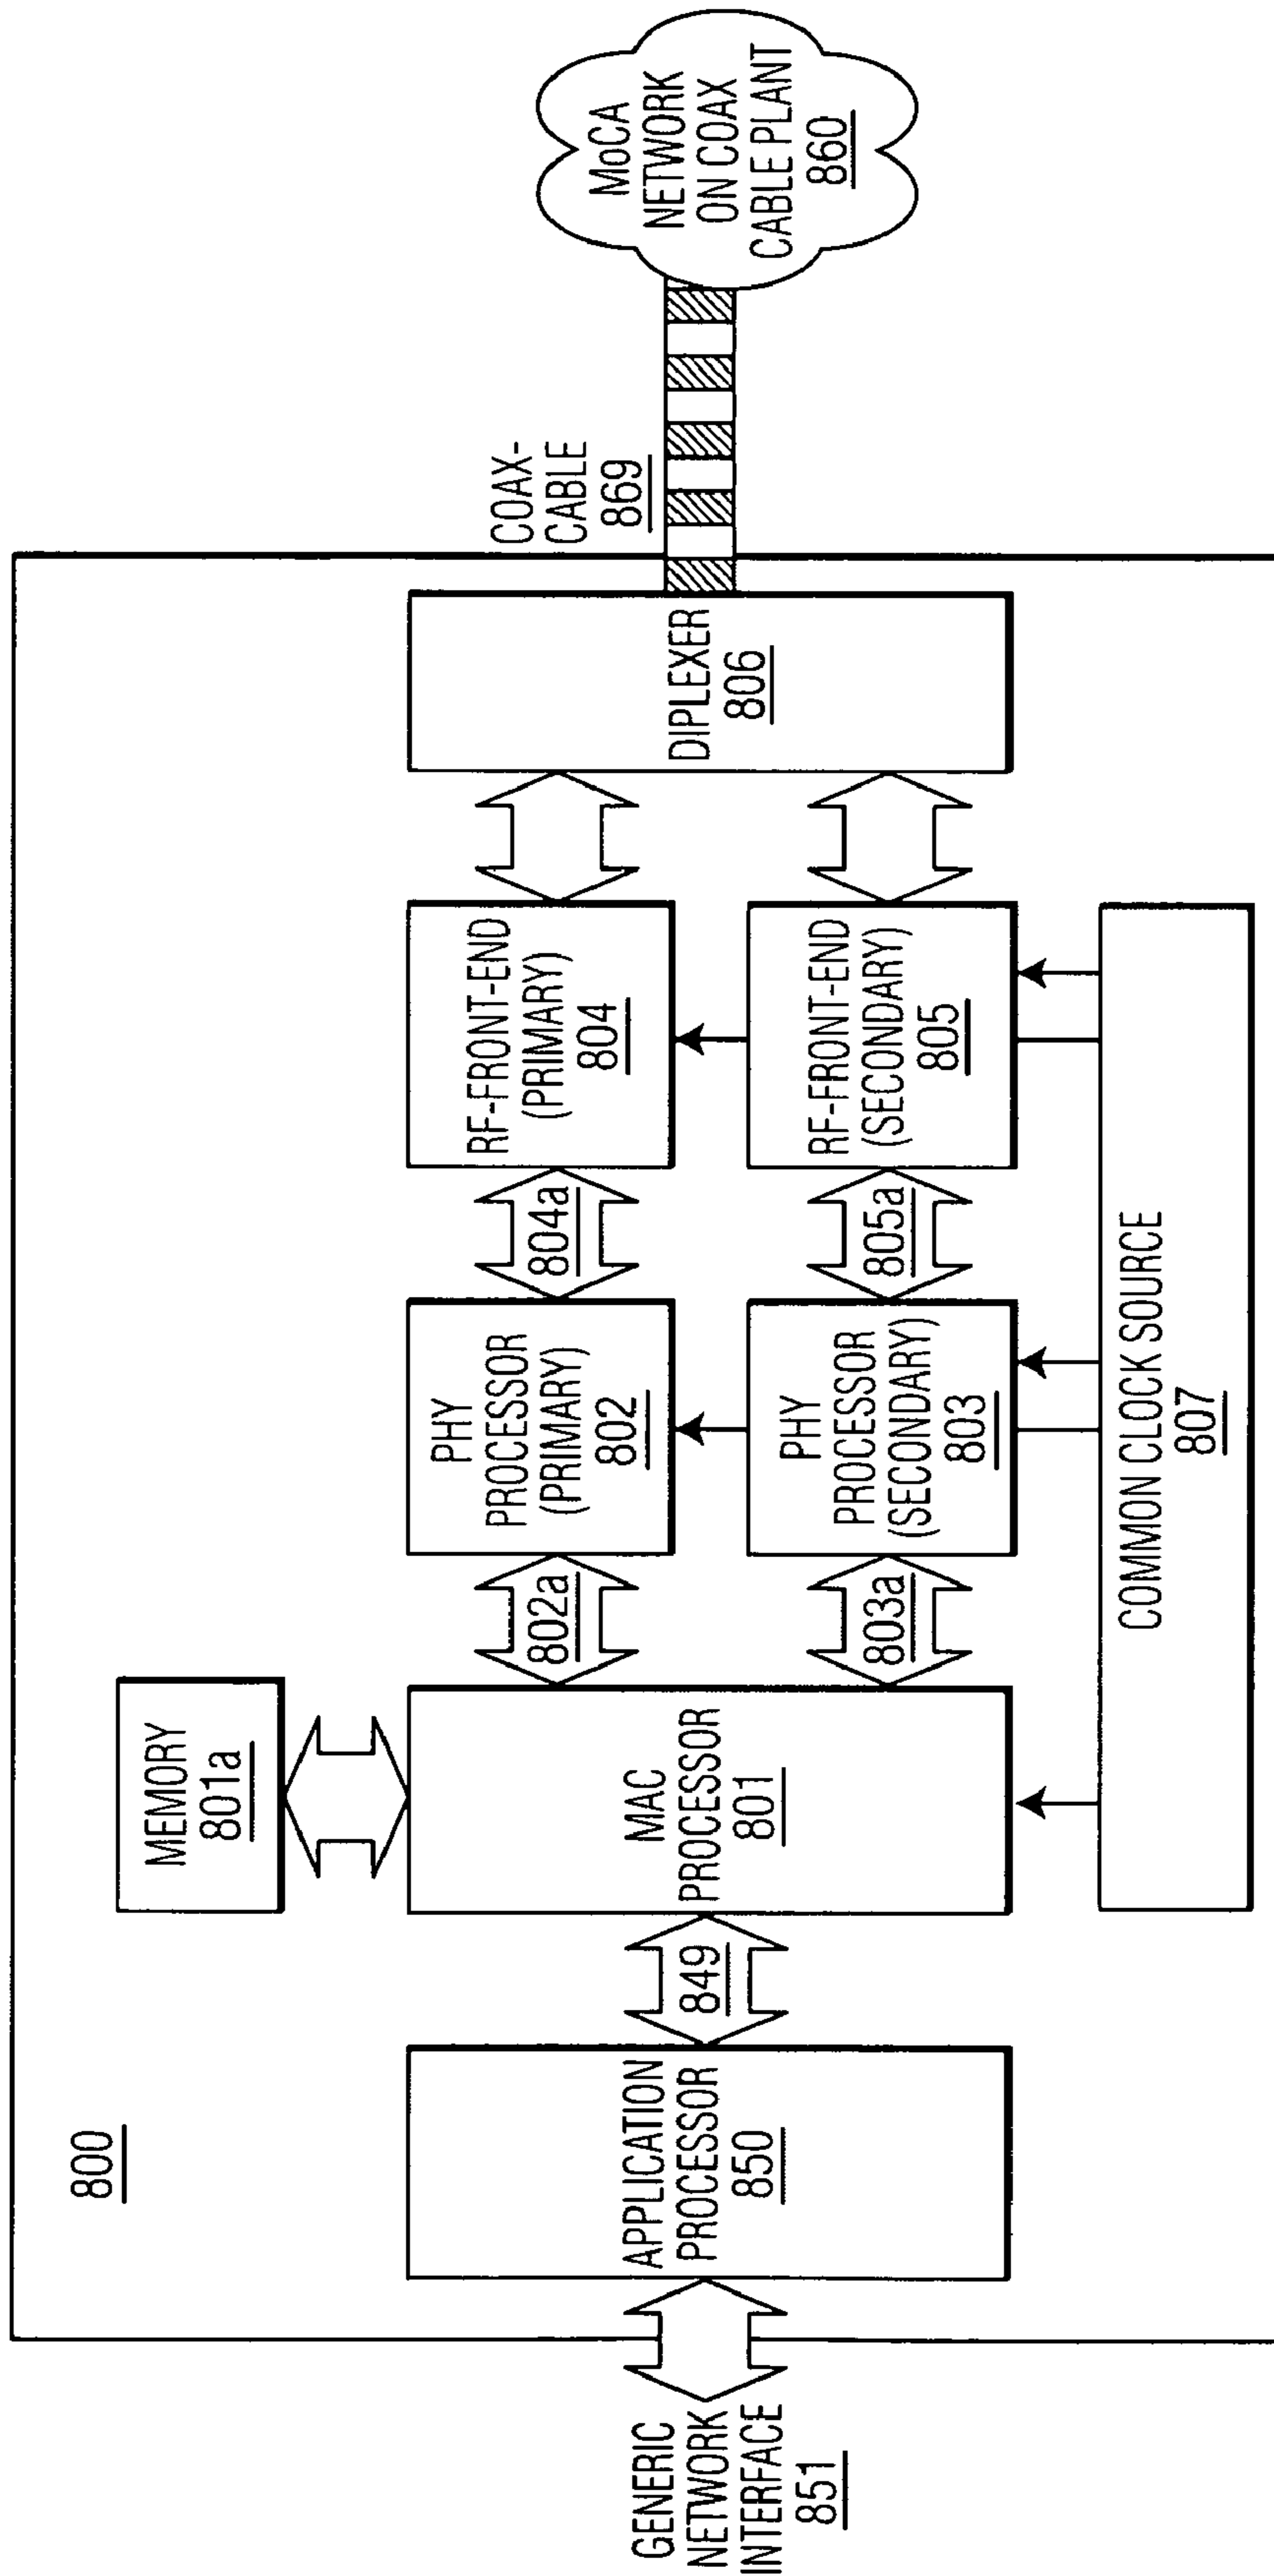 800
GENERIC
NETWORK
INTERFACE
851
APPLICATION
PROCESSOR
850
849
MEMORY
801a
MAC
PROCESSOR
801
802a
803a
PHY
PROCESSOR
(PRIMARY)
802
PHY
PROCESSOR
(SECONDARY)
803
804a
805a
RF-FRONT-END
(PRIMARY)
804
RF-FRONT-END
(SECONDARY)
805
COMMON CLOCK SOURCE
807
DIPLEXER
806
COAX-
CABLE
869
MoCA
NETWORK
ON COAX
CABLE PLANT
860